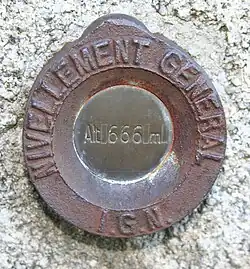 NIVELLEMENT GENERAL
Alt 666 m
I.G.N.